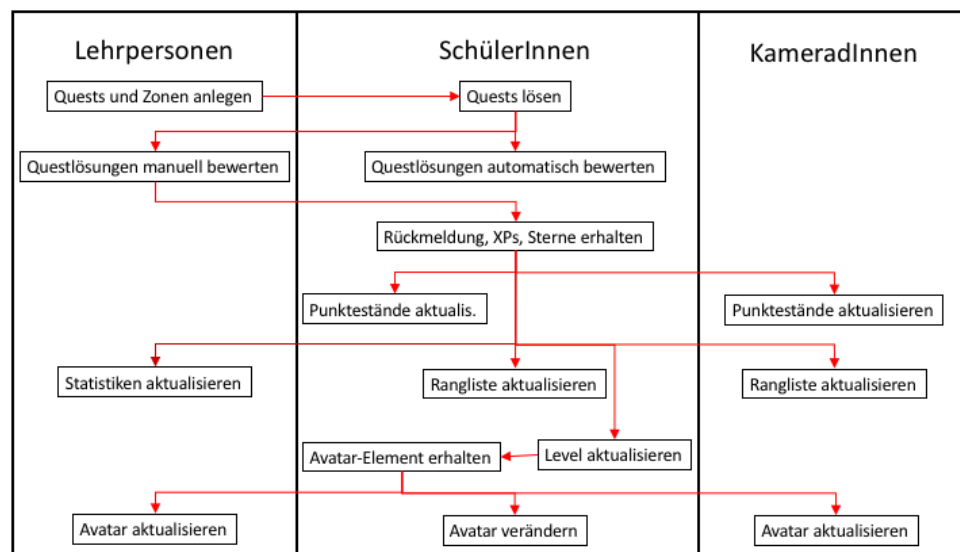 Lehrpersonen
SchülerInnen
KameradInnen
Quests und Zonen anlegen
Quests lösen
Questlösungen manuell bewerten
Questlösungen automatisch bewerten
Rückmeldung, XPs, Sterne erhalten
Punktestände aktualis.
Punktestände aktualisieren
Statistiken aktualisieren
Rangliste aktualisieren
Rangliste aktualisieren
Avatar-Element erhalten
Level aktualisieren
Avatar aktualisieren
Avatar verändern
Avatar aktualisieren